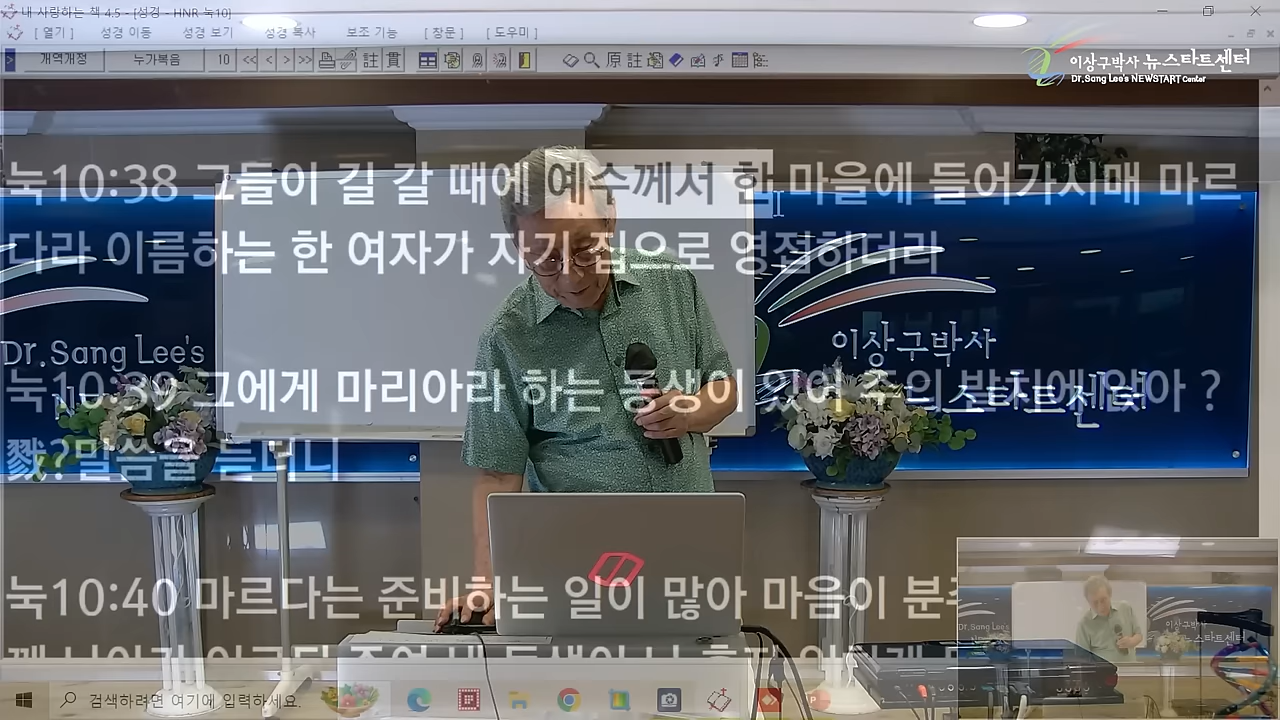 내 사랑하는 책 4.5 - [성경 - HNR 눅10]
[ 열기 ] 성경 이동 성경 보기 성경 복사 보조 기능 [ 창문 ] [ 도우미 ]
개역개정 누가복음 10 << < > >> 原 註
이상구박사 뉴스타트센터
Dr.Sang Lee's NEWSTART Center
눅10:38 그들이 길 갈 때에 예수께서 한 마을에 들어가시매 마르
다라 이름하는 한 여자가 자기 집으로 영접하더라
Dr.Sang Lee's
이상구박사
스타트센터
눅10:39 그에게 마리아라 하는 동생이 있어 주의 발치에 앉아 ?
?말씀을 듣더니
눅10:40 마르다는 준비하는 일이 많아 마음이 분주
검색하려면 여기에 입력하세요.